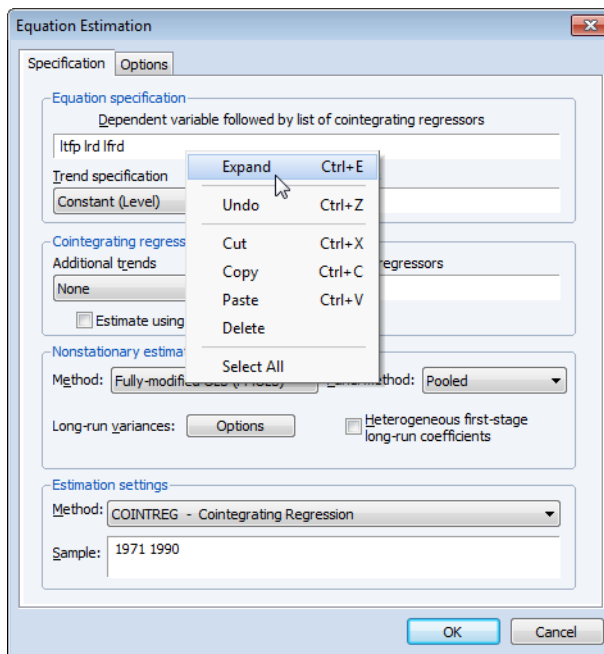 Equation Estimation
Specification Options
Equation specification
Dependent variable followed by list of cointegrating regressors
ltfp lrd lfrd
Trend specification
Constant (Level)
Expand Ctrl+E
Undo Ctrl+Z
Cut Ctrl+X
Copy Ctrl+C
Paste Ctrl+V
Delete
Select All
Cointegrating regress
Additional trends regressors
None
Estimate using
Nonstationary estimat
Method: Fully-modified Method: Pooled
Long-run variances: Options
Heterogeneous first-stage
long-run coefficients
Estimation settings
Method: COINTREG - Cointegrating Regression
Sample: 1971 1990
OK Cancel